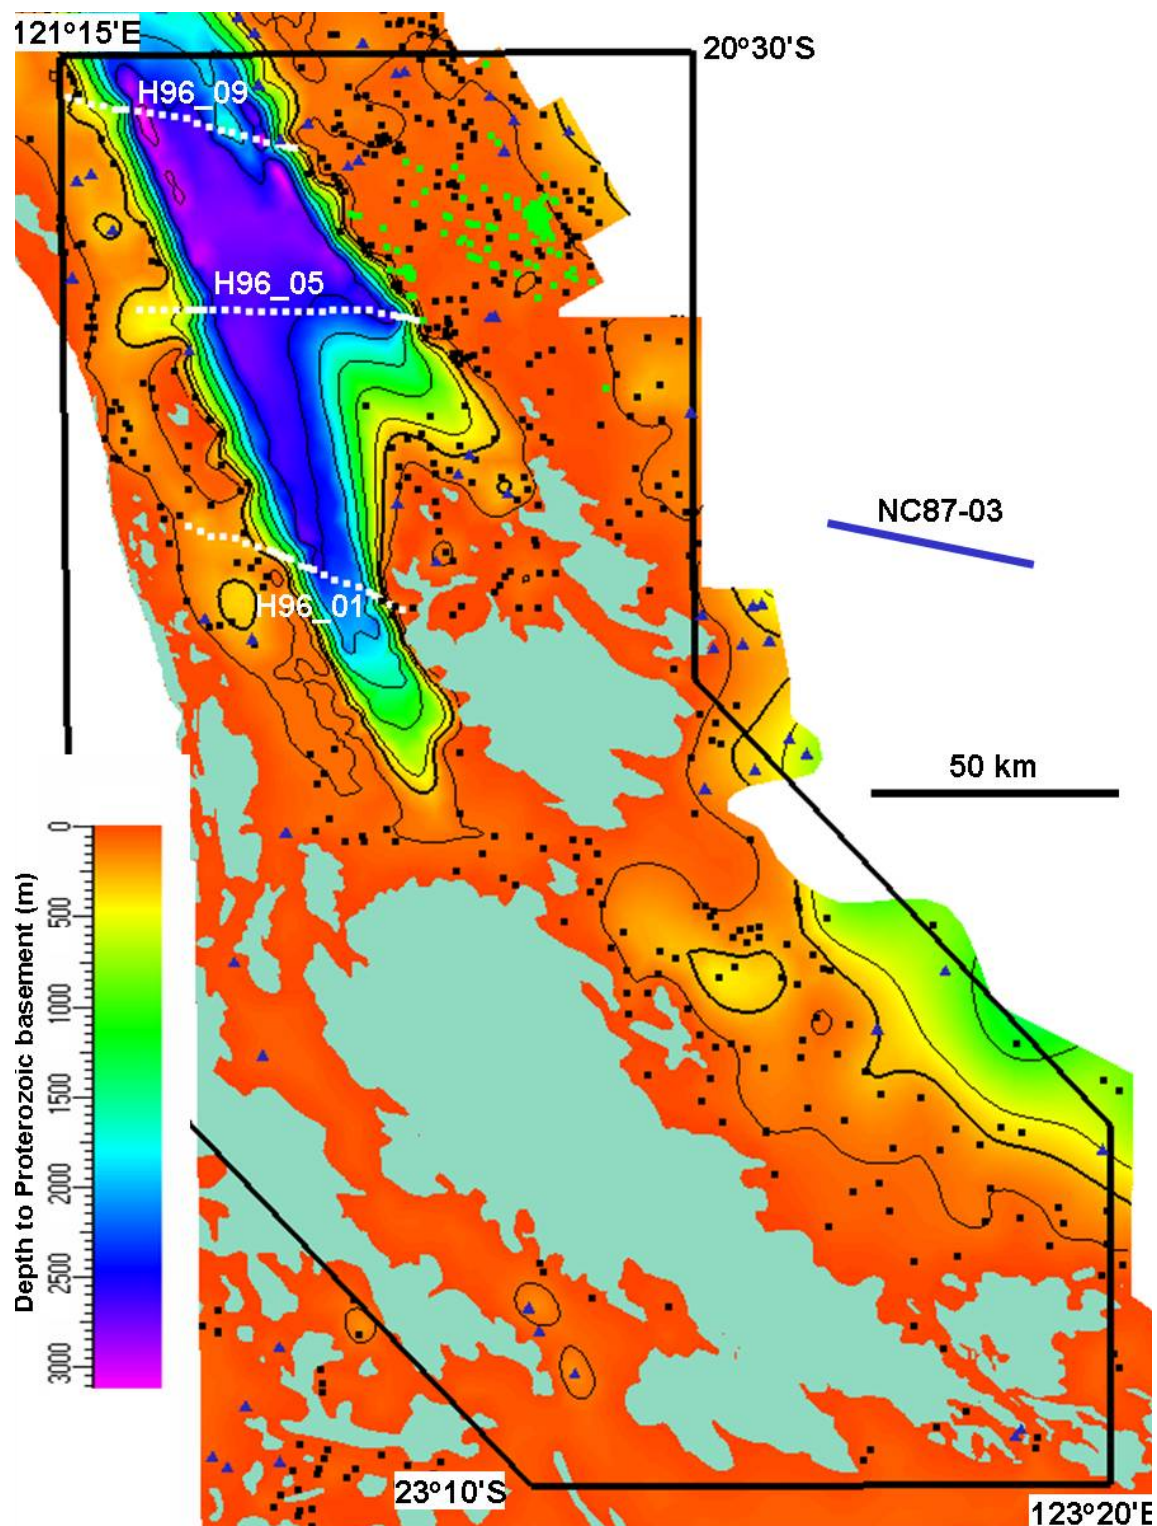 121°15'E
20°30'S
H96_09
H96_05
NC87-03
H96_01
50 km
Depth to Proterozoic basement (m)
0
500
1000
1500
2000
2500
3000
23°10'S
123°20'E